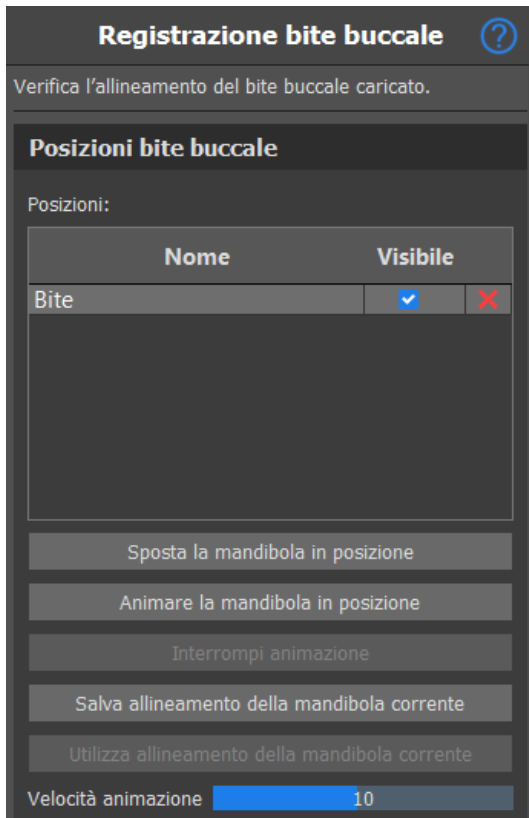 Registrazione bite buccale ?
Verifica l'allineamento del bite buccale caricato.
Posizioni bite buccale
Posizioni:
Nome Visibile
Bite
Sposta la mandibola in posizione
Animare la mandibola in posizione
Interrompi animazione
Salva allineamento della mandibola corrente
Utilizza allineamento della mandibola corrente
Velocità animazione 10